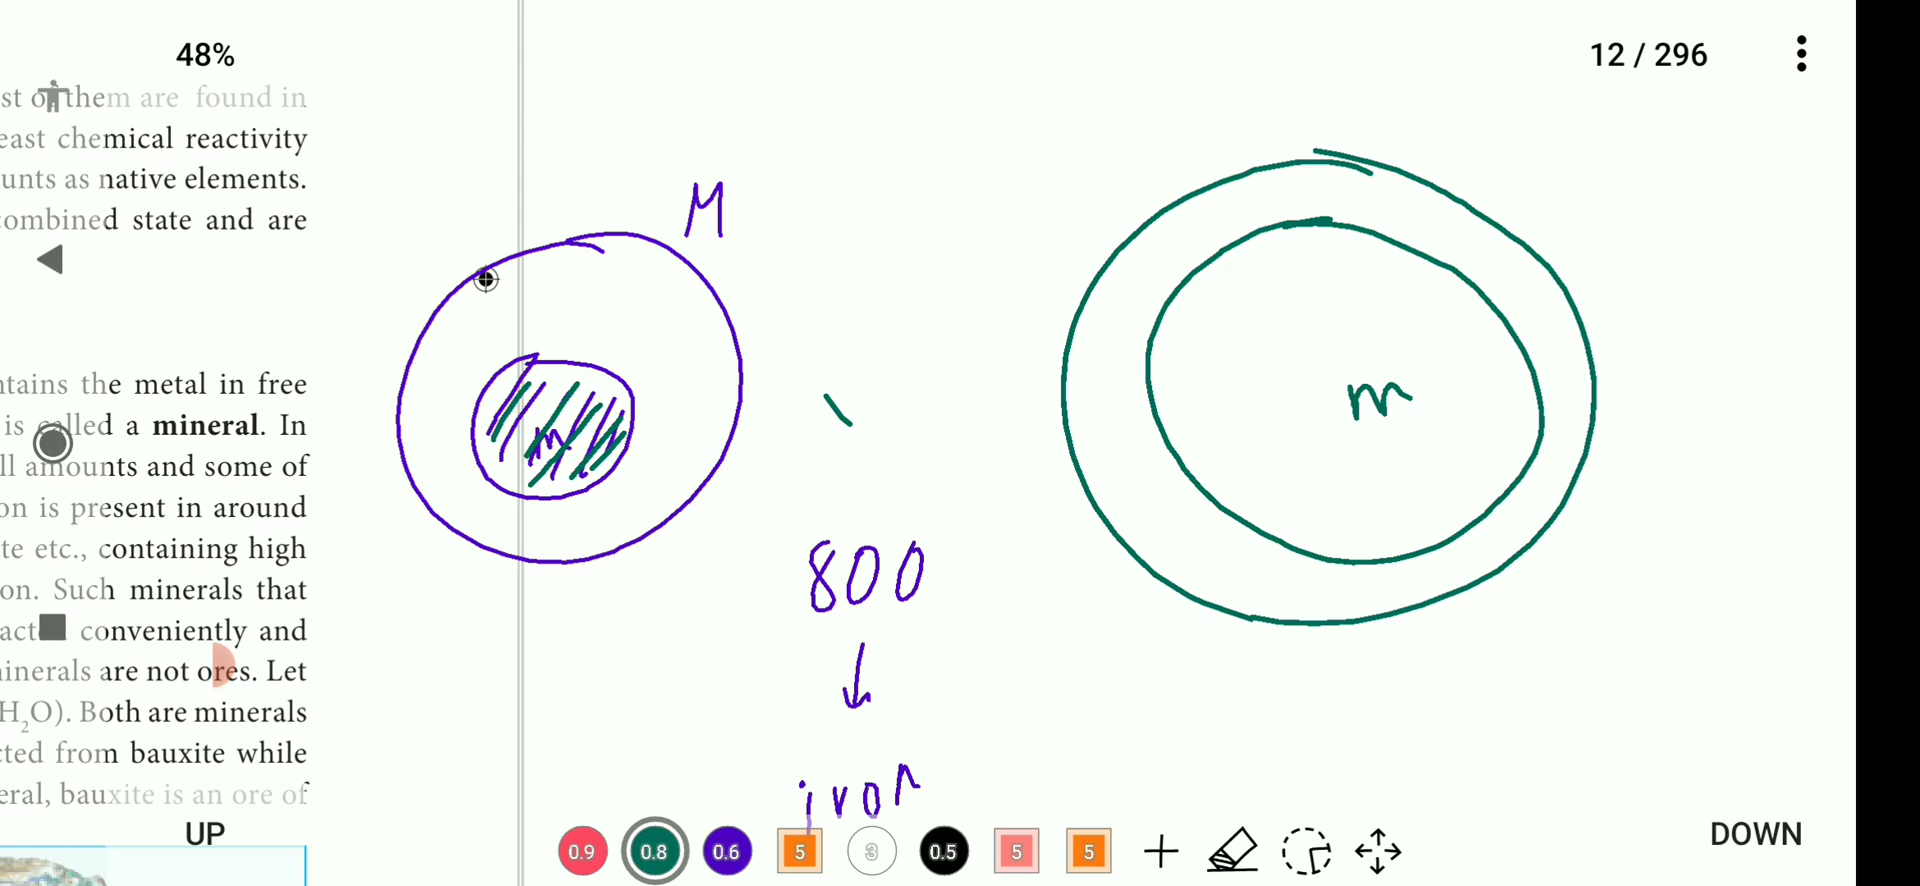 48%
12 / 296
st of them are found in
east chemical reactivity
unts as native elements.
combined state and are
M
ntains the metal in free
is called a mineral. In
ll amounts and some of
on is present in around
te etc., containing high
on. Such minerals that
act conveniently and
inerals are not ores. Let
H₂O). Both are minerals
cted from bauxite while
eral, bauxite is an ore of
m
m
800
iron
UP
DOWN
0.9 0.8 0.6 5 3 0.5 5 5